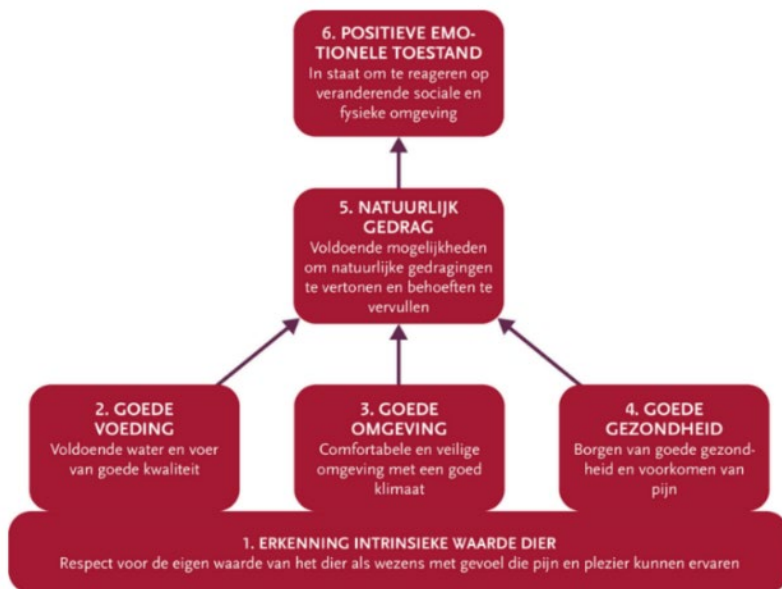 6. POSITIEVE EMO-
TIONELE TOESTAND
In staat om te reageren op
veranderende sociale en
fysieke omgeving
5. NATUURLIJK
GEDRAG
Voldoende mogelijkheden
om natuurlijke gedragingen
te vertonen en behoeften te
vervullen
2. GOEDE
VOEDING
Voldoende water en voer
van goede kwaliteit
3. GOEDE
OMGEVING
Comfortabele en veilige
omgeving met een goed
klimaat
4. GOEDE
GEZONDHEID
Borgen van goede gezond-
heid en voorkomen van
pijn
1. ERKENNING INTRINSIEKE WAARDE DIER
Respect voor de eigen waarde van het dier als wezens met gevoel die pijn en plezier kunnen ervaren